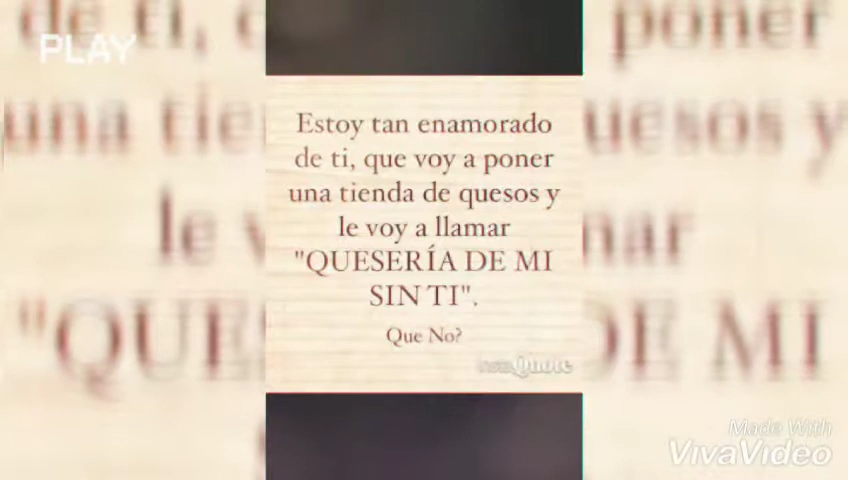 PLAY
Estoy tan enamorado
de ti, que voy a poner
una tienda de quesos y
le voy a llamar
"QUESERÍA DE MI
SIN TI".
Que No?
InstaQuote
Made With
VivaVideo